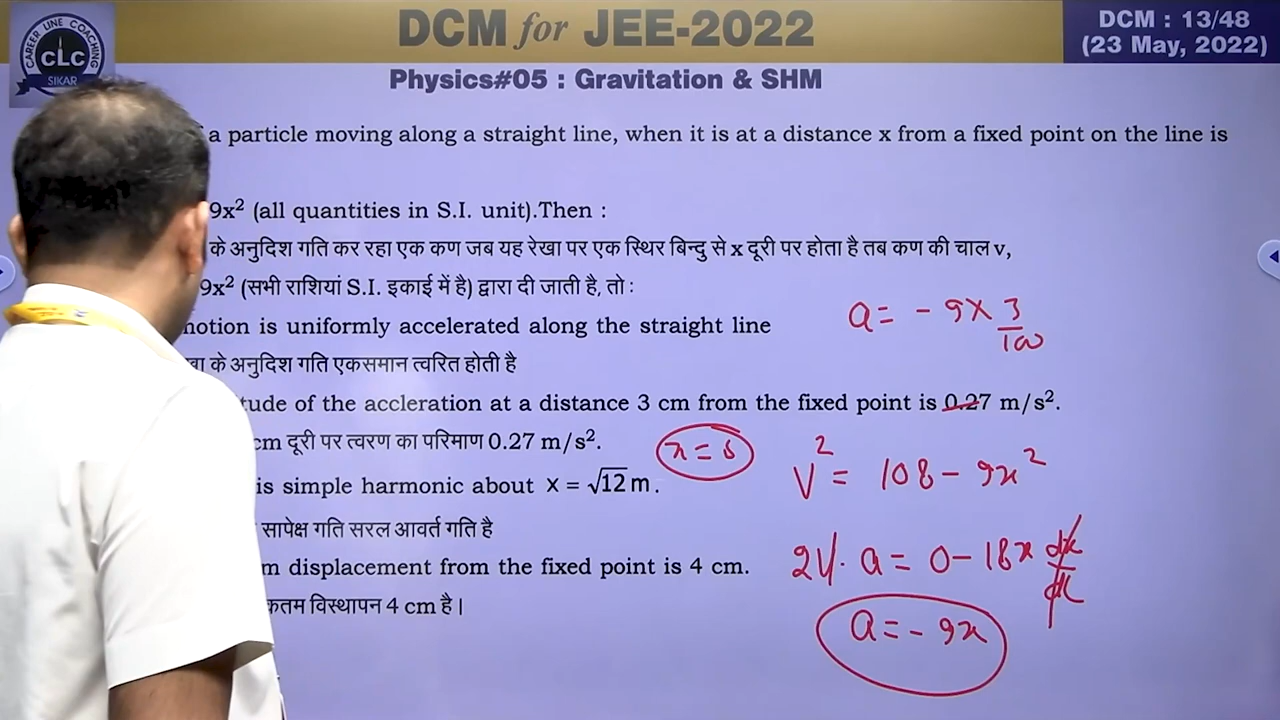 DCM for JEE-2022
DCM : 13/48
(23 May, 2022)
CAREER LINE COACHING
CLC
SIKAR
Physics#05 : Gravitation & SHM
a particle moving along a straight line, when it is at a distance x from a fixed point on the line is
9x² (all quantities in S.I. unit).Then :
के अनुदिश गति कर रहा एक कण जब यह रेखा पर एक स्थिर बिन्दु से x दूरी पर होता है तब कण की चाल v,
9x² (सभी राशियां S.I. इकाई में है) द्वारा दी जाती है, तो :
motion is uniformly accelerated along the straight line
के अनुदिश गति एकसमान त्वरित होती है
a = - 9 × 3/100
tude of the accleration at a distance 3 cm from the fixed point is 0.27 m/s².
cm दूरी पर त्वरण का परिमाण 0.27 m/s².
x = 0
is simple harmonic about x = √12 m.
v² = 108 - 9x²
सापेक्ष गति सरल आवर्त गति है
2v. a = 0 - 18x dx/dt
m displacement from the fixed point is 4 cm.
कतम विस्थापन 4 cm है।
a = - 9x